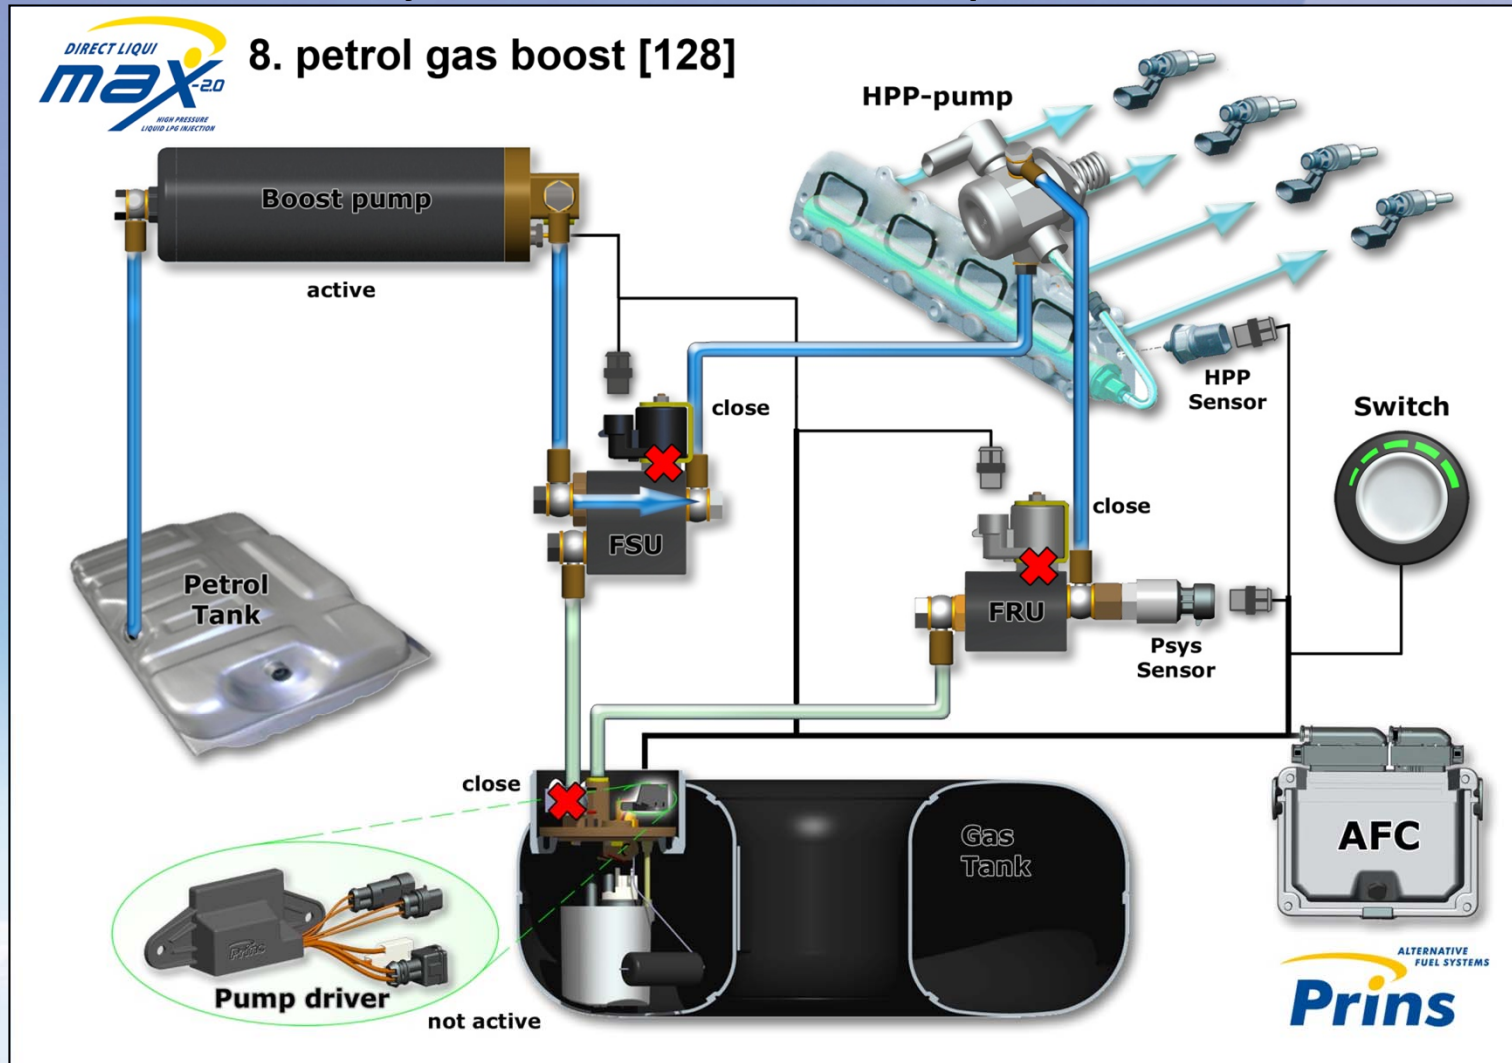 DIRECT LIQUI
max-2.0
HIGH PRESSURE
LIQUID LPG INJECTION
8. petrol gas boost [128]
HPP-pump
Boost pump
active
close
HPP
Sensor
Switch
close
FSU
Petrol
Tank
FRU
Psys
Sensor
close
Gas
Tank
AFC
Prins
Pump driver
not active
ALTERNATIVE
FUEL SYSTEMS
Prins